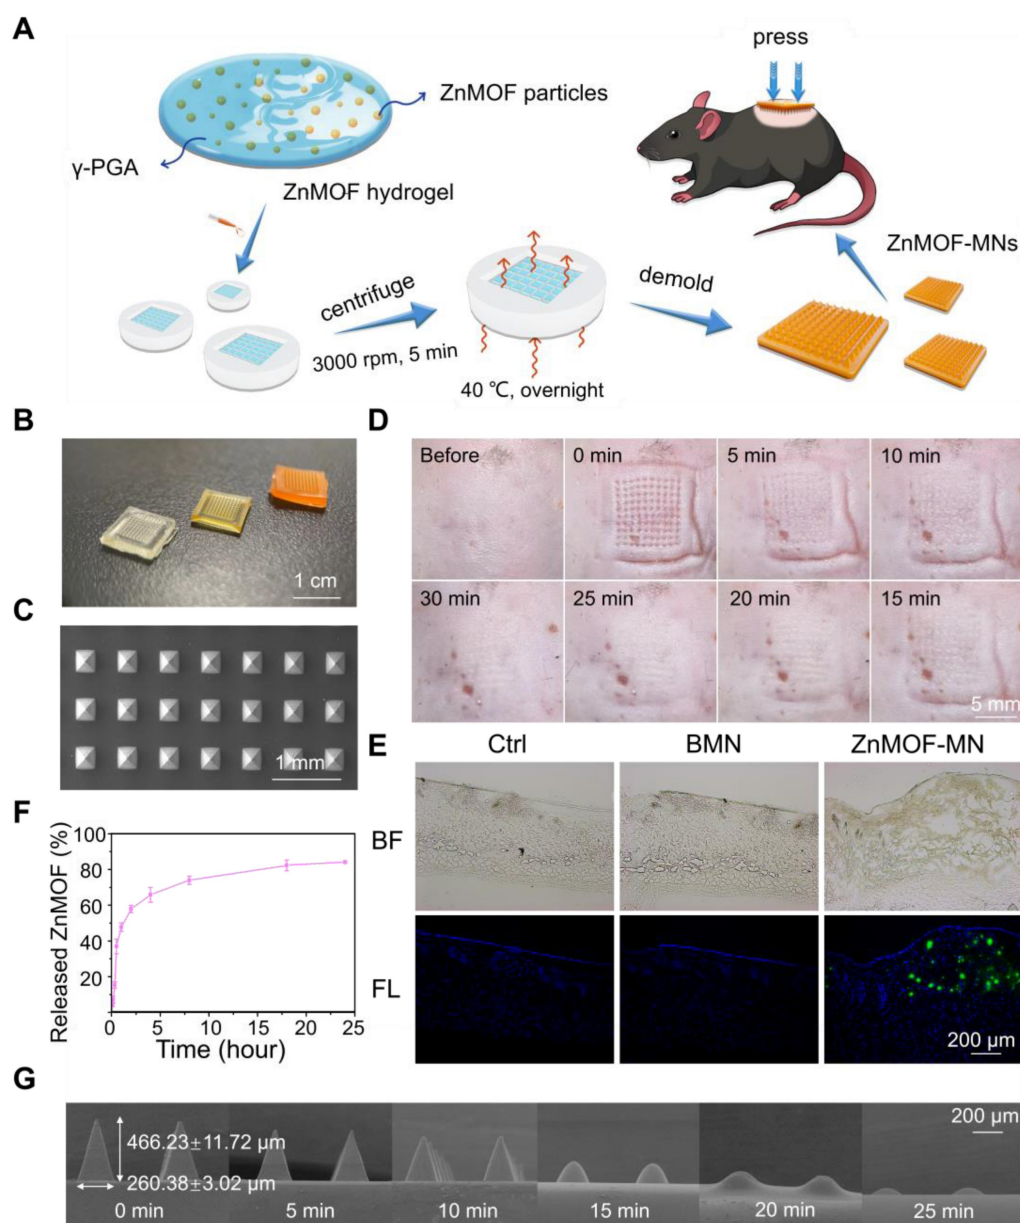 A
press
ZnMOF particles
γ-PGA
ZnMOF hydrogel
ZnMOF-MNs
centrifuge
demold
3000 rpm, 5 min
40 ℃, overnight
B
1 cm
C
1 mm
D
Before
0 min
5 min
10 min
30 min
25 min
20 min
15 min
5 mm
E
Ctrl
BMN
ZnMOF-MN
BF
FL
200 μm
F
Released ZnMOF (%)
100
80
60
40
20
0
5
10
15
20
25
Time (hour)
G
466.23±11.72 μm
260.38±3.02 μm
200 μm
0 min
5 min
10 min
15 min
20 min
25 min